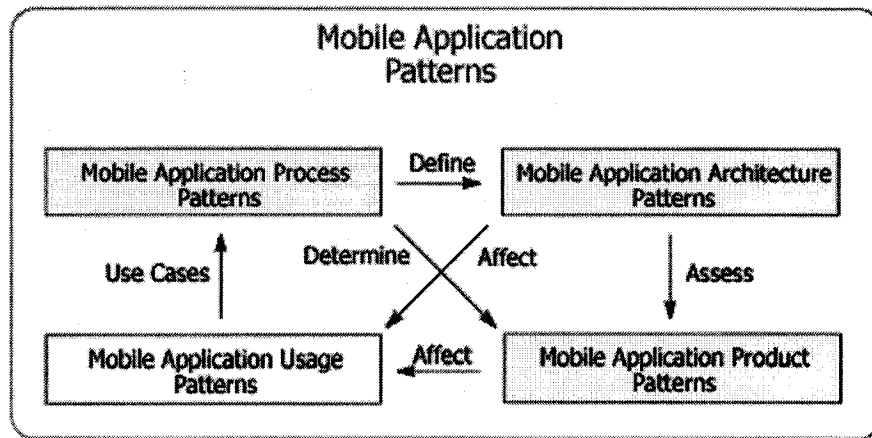 Mobile Application
Patterns
Mobile Application Process
Patterns
Define
Mobile Application Architecture
Patterns
Use Cases
Determine
Affect
Assess
Mobile Application Usage
Patterns
Affect
Mobile Application Product
Patterns